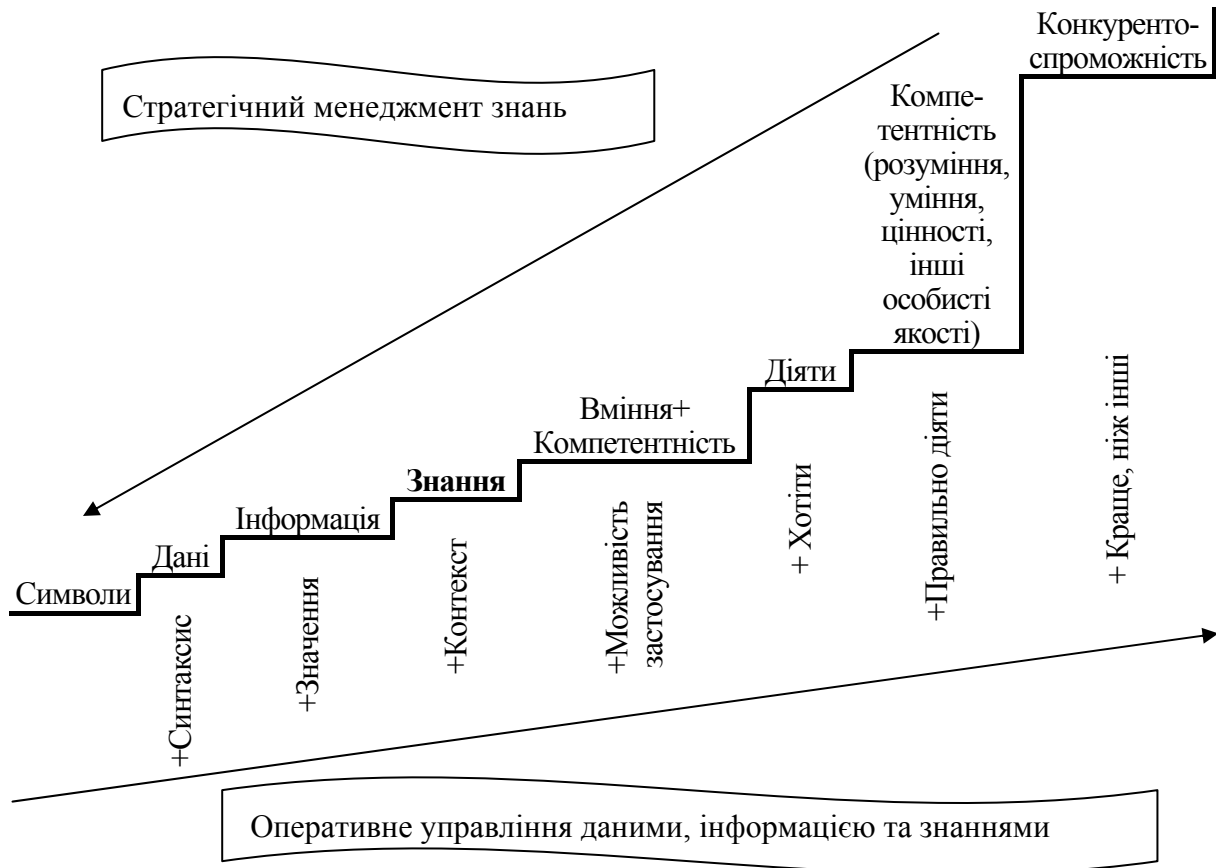 Конкуренто-
спроможність
Стратегічний менеджмент знань
Компе-
тентність
(розуміння,
уміння,
цінності,
інші
особисті
якості)
Діяти
Вміння+
Компетентність
Знання
Інформація
Дані
Символи
+Синтаксис
+Значення
+Контекст
+Можливість
застосування
+ Хотіти
+Правильно діяти
+ Краще, ніж інші
Оперативне управління даними, інформацією та знаннями